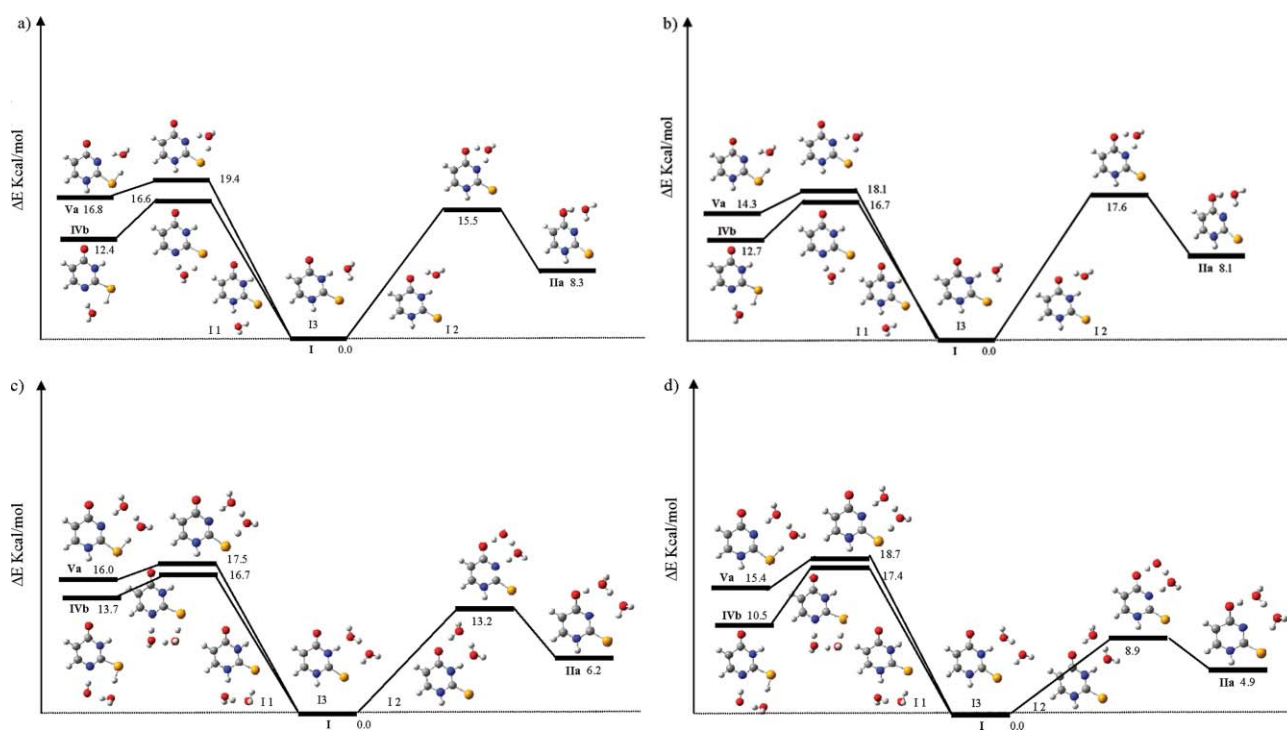 a)
ΔE Kcal/mol
19.4
Va 16.8
16.6
IVb
12.4
15.5
IIa 8.3
I 1
I3
I 2
I
0.0
b)
ΔE Kcal/mol
18.1
Va 14.3
16.7
IVb
12.7
17.6
IIa 8.1
I 1
I3
I 2
I
0.0
c)
ΔE Kcal/mol
17.5
Va 16.0
16.7
IVb 13.7
13.2
IIa 6.2
I 1
I3
I 2
I
0.0
d)
ΔE Kcal/mol
18.7
Va 15.4
17.4
IVb 10.5
8.9
IIa 4.9
I 1
I3
I 2
I
0.0